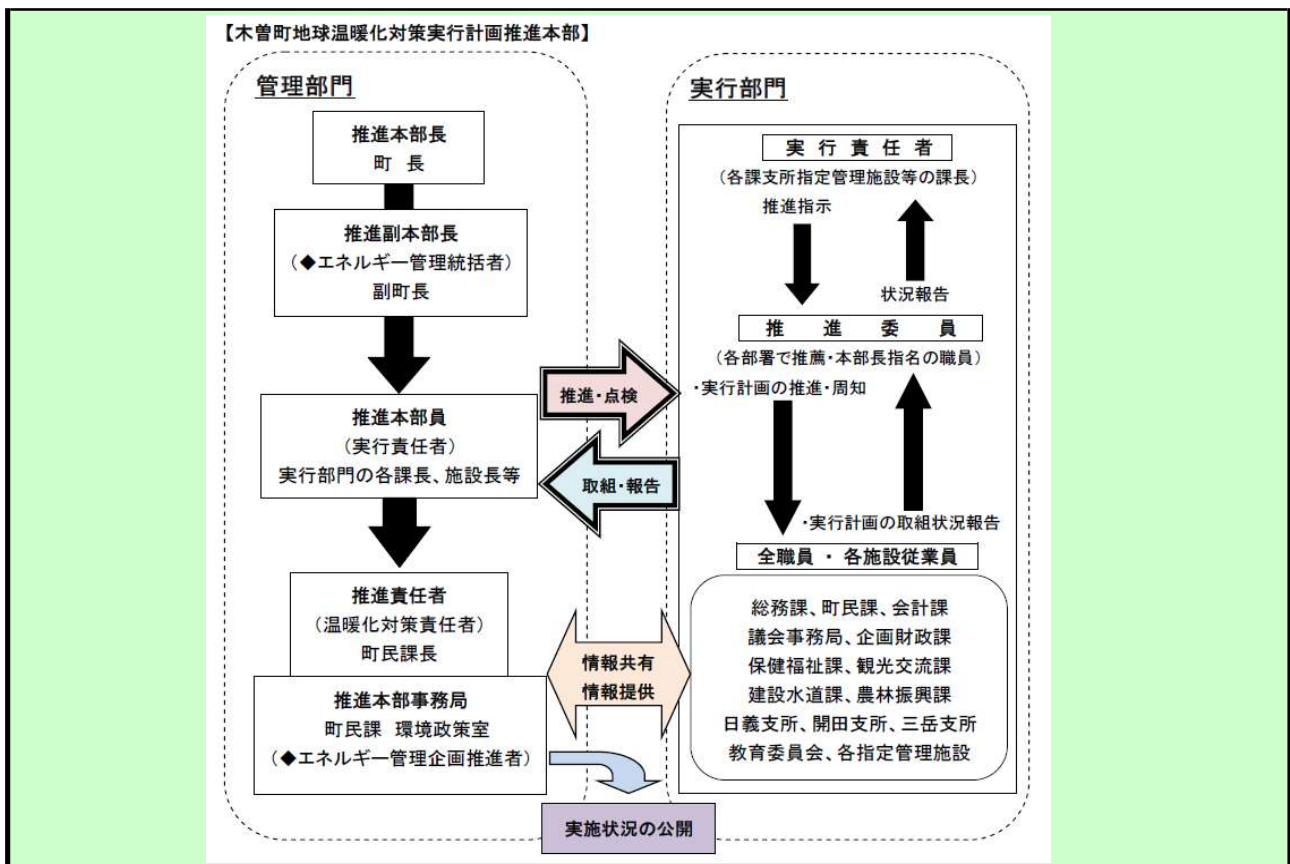 【木曽町地球温暖化対策実行計画推進本部】
管理部門
推進本部長
町　長
推進副本部長
（◆エネルギー管理統括者）
副町長
推進本部員
(実行責任者)
実行部門の各課長、施設長等
推進責任者
(温暖化対策責任者)
町民課長
推進本部事務局
町民課 環境政策室
(◆エネルギー管理企画推進者)
推進・点検
取組・報告
情報共有
情報提供
実施状況の公開
実行部門
実 行 責 任 者
(各課支所指定管理施設等の課長)
推進指示
状況報告
推　進　委　員
(各部署で推薦・本部長指名の職員)
・実行計画の推進・周知
・実行計画の取組状況報告
全職員 ・ 各施設従業員
総務課、町民課、会計課
議会事務局、企画財政課
保健福祉課、観光交流課
建設水道課、農林振興課
日義支所、開田支所、三岳支所
教育委員会、各指定管理施設